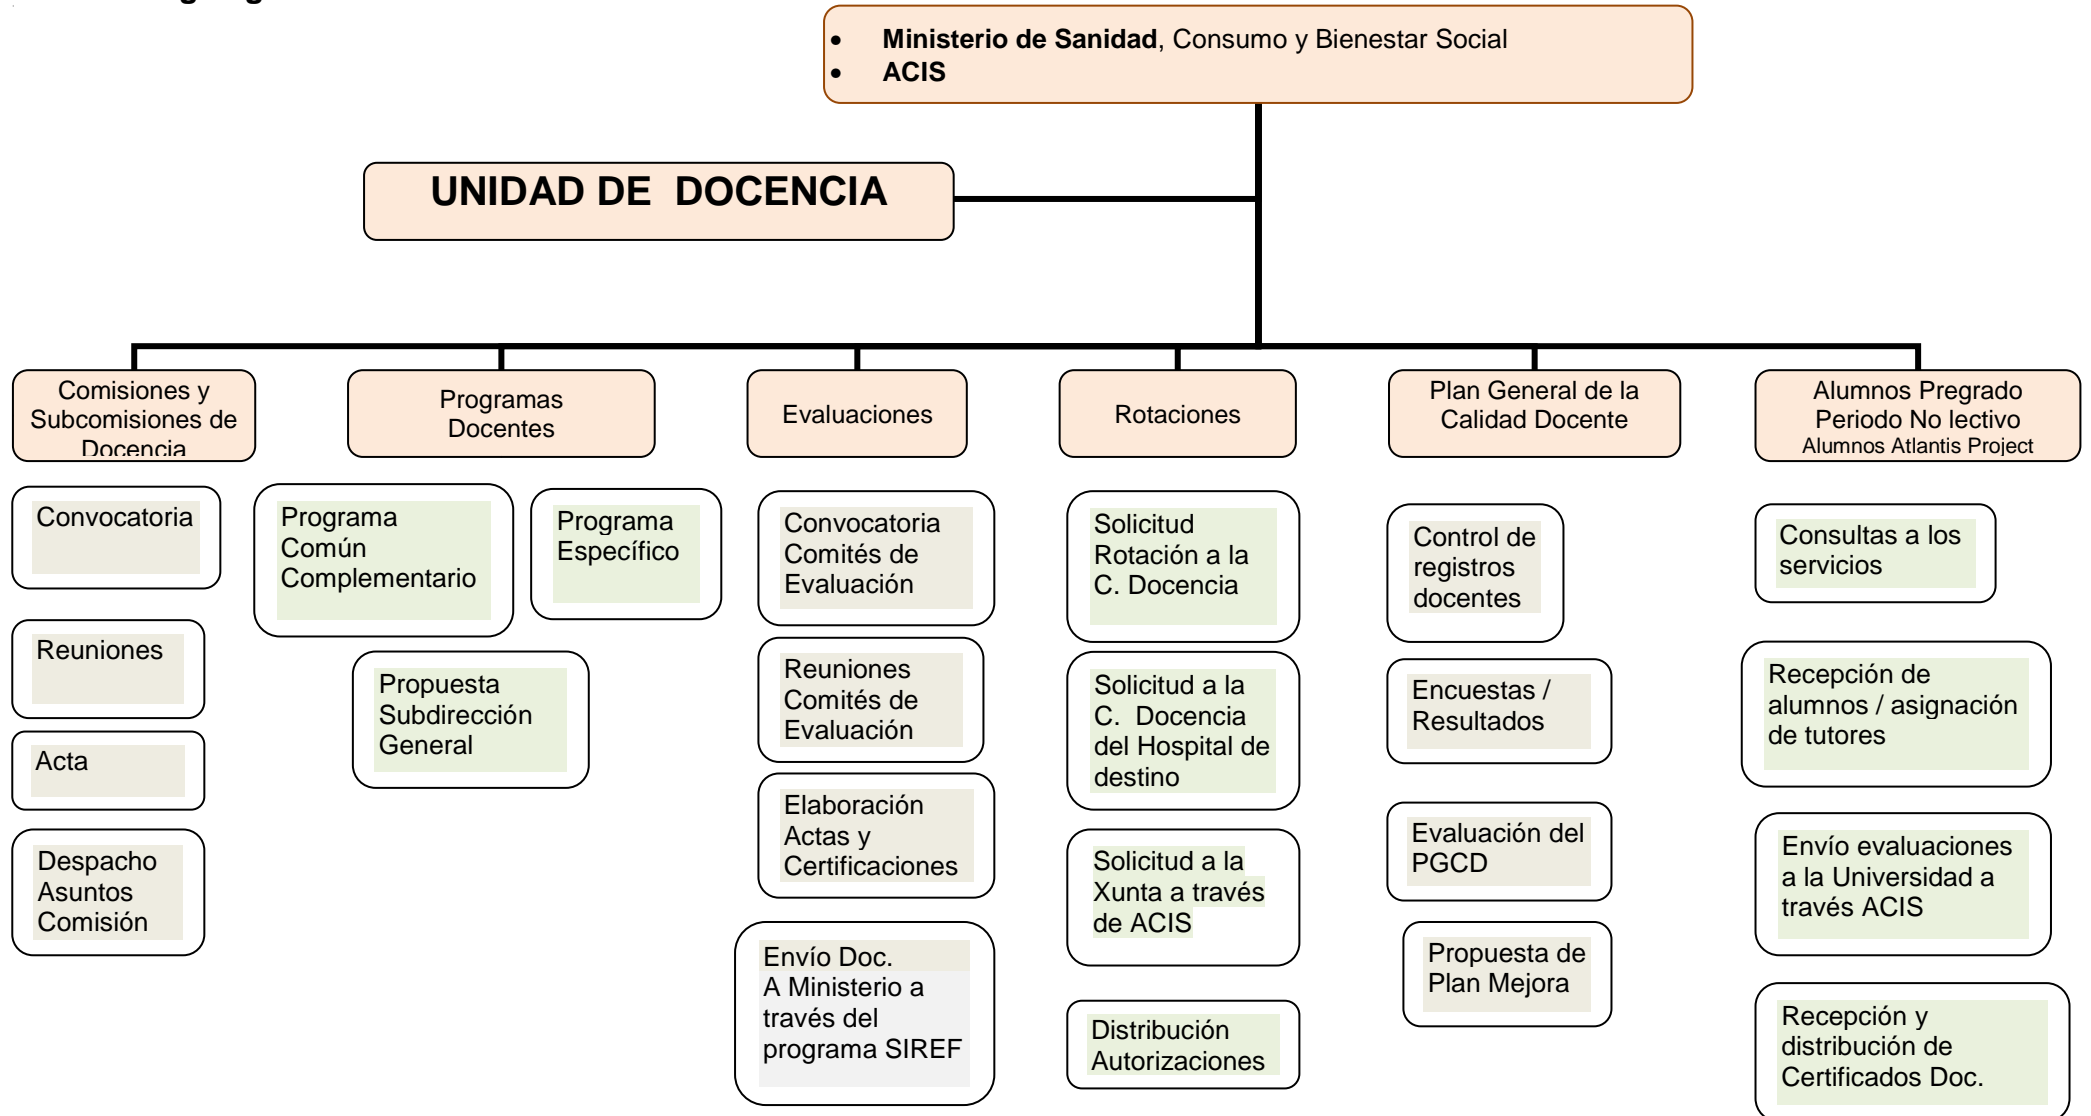 Ministerio de Sanidad, Consumo y Bienestar Social
ACIS
UNIDAD DE DOCENCIA
Comisiones y
Subcomisiones de
Docencia
Programas
Docentes
Evaluaciones
Rotaciones
Plan General de la
Calidad Docente
Alumnos Pregrado
Periodo No lectivo
Alumnos Atlantis Project
Convocatoria
Reuniones
Acta
Despacho
Asuntos
Comisión
Programa
Común
Complementario
Programa
Específico
Propuesta
Subdirección
General
Convocatoria
Comités de
Evaluación
Reuniones
Comités de
Evaluación
Elaboración
Actas y
Certificaciones
Envío Doc.
A Ministerio a
través del
programa SIREF
Solicitud
Rotación a la
C. Docencia
Solicitud a la
C. Docencia
del Hospital de
destino
Solicitud a la
Xunta a través
de ACIS
Distribución
Autorizaciones
Control de
registros
docentes
Encuestas /
Resultados
Evaluación del
PGCD
Propuesta de
Plan Mejora
Consultas a los
servicios
Recepción de
alumnos / asignación
de tutores
Envío evaluaciones
a la Universidad a
través ACIS
Recepción y
distribución de
Certificados Doc.